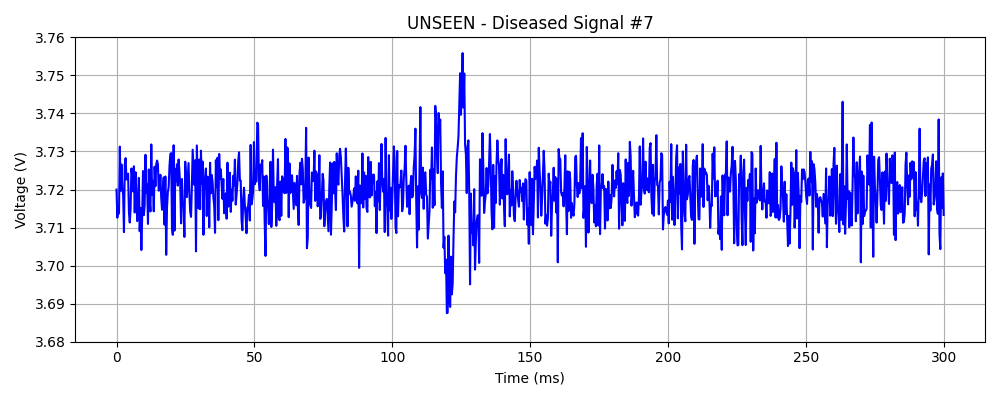 UNSEEN - Diseased Signal #7
3.76
3.75
3.74
3.73
3.72
3.71
3.70
3.69
3.68
Voltage (V)
0 50 100 150 200 250 300
Time (ms)